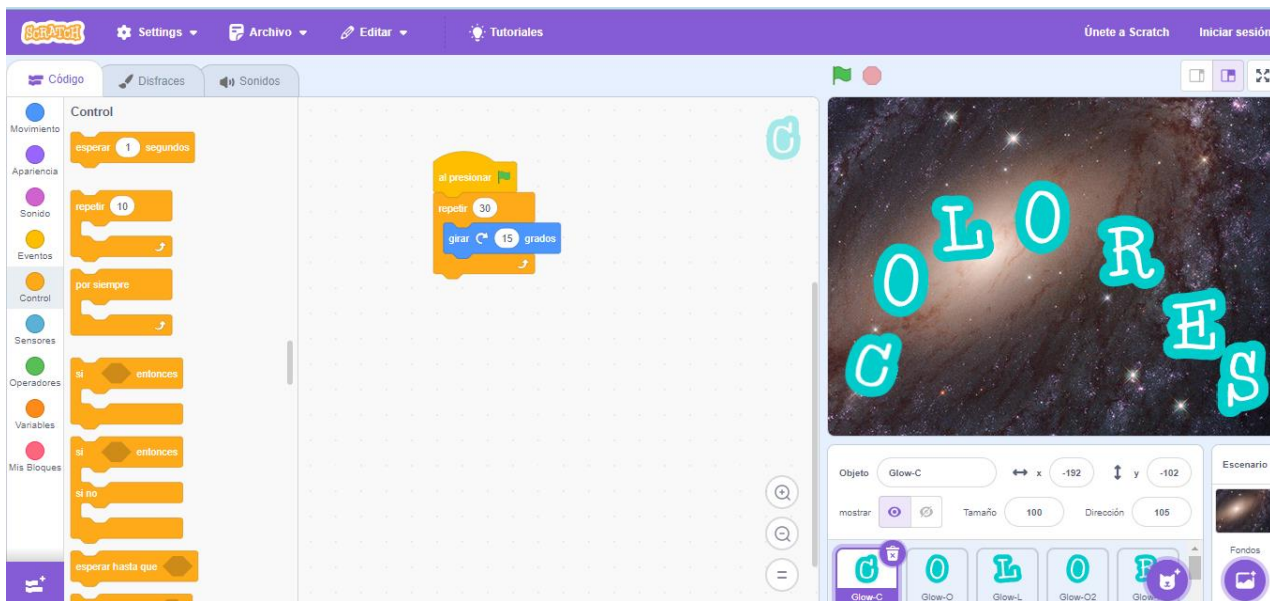 SCRATCH Settings Archivo Editar Tutoriales Únete a Scratch Iniciar sesión
Código Disfraces Sonidos
Movimiento
Apariencia
Sonido
Eventos
Control
Sensores
Operadores
Variables
Mis Bloques
Control
esperar 1 segundos
repetir 10
por siempre
si entonces
si entonces
si no
esperar hasta que
al presionar
repetir 30
girar 15 grados
C
C O L O R E S
Objeto Glow-C x -192 y -102
mostrar Tamaño 100 Dirección 105
C O L O R
Glow-C Glow-O Glow-L Glow-O2
Escenario
Fondos